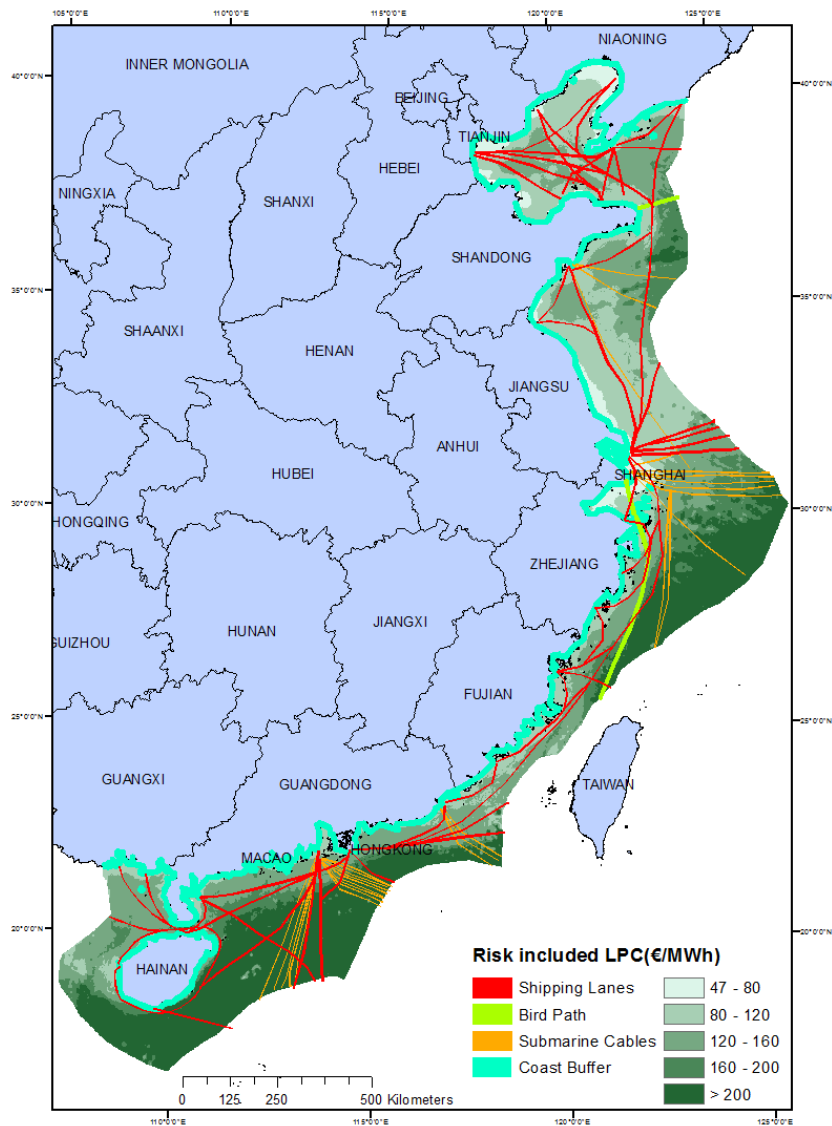 110°0'0"E 115°0'0"E 120°0'0"E 125°0'0"E
NIAONING
INNER MONGOLIA
40°0'0"N 40°0'0"N
BEIJING
TIANJIN
HEBEI
NINGXIA
SHANXI
SHANDONG
35°0'0"N 35°0'0"N
SHAANXI
HENAN
JIANGSU
ANHUI
HUBEI
SHANGHAI
30°0'0"N 30°0'0"N
HONGQING
ZHEJIANG
HUNAN
JIANGXI
GUIZHOU
FUJIAN
25°0'0"N 25°0'0"N
GUANGXI
GUANGDONG
TAIWAN
MACAO
HONGKONG
20°0'0"N 20°0'0"N
HAINAN
Risk included LPC(€/MWh)
Shipping Lanes
Bird Path
Submarine Cables
Coast Buffer
47 - 80
80 - 120
120 - 160
160 - 200
> 200
0 125 250 500 Kilometers
110°0'0"E 115°0'0"E 120°0'0"E 125°0'0"E